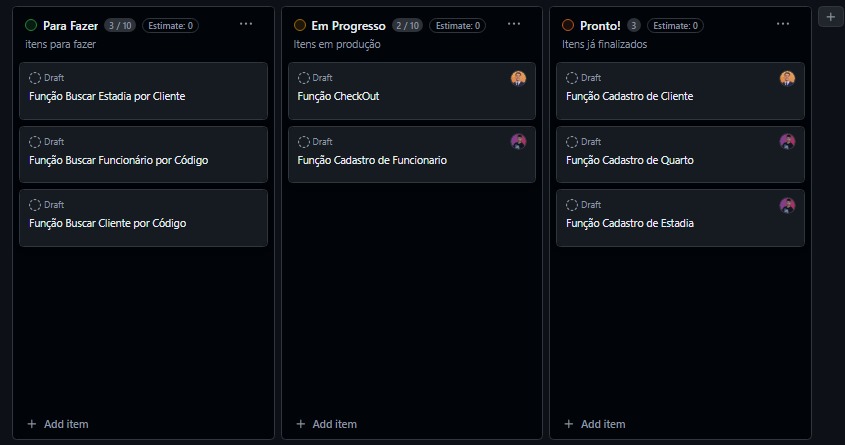 Para Fazer 3 / 10 Estimate: 0
itens para fazer
Draft
Função Buscar Estadia por Cliente
Draft
Função Buscar Funcionário por Código
Draft
Função Buscar Cliente por Código
+ Add item
Em Progresso 2 / 10 Estimate: 0
Itens em produção
Draft
Função CheckOut
Draft
Função Cadastro de Funcionario
+ Add item
Pronto! 3 Estimate: 0
Itens já finalizados
Draft
Função Cadastro de Cliente
Draft
Função Cadastro de Quarto
Draft
Função Cadastro de Estadia
+ Add item